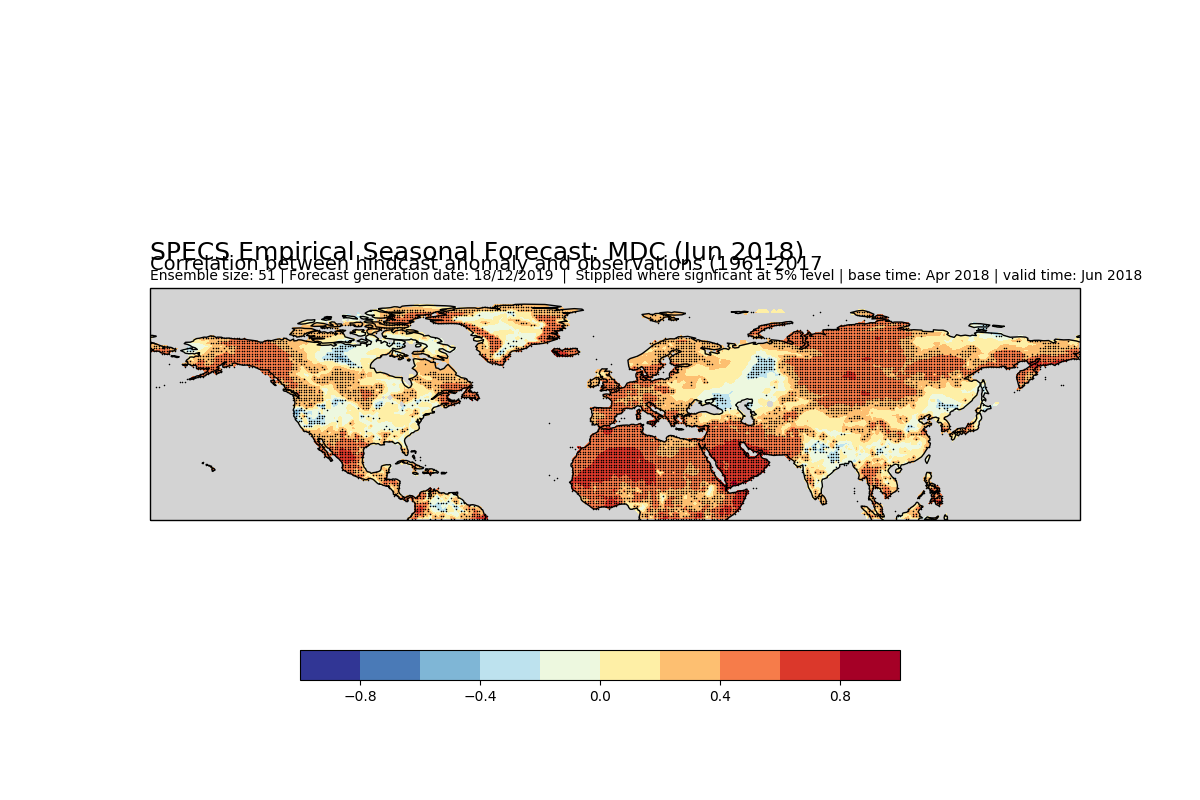 SPECS Empirical Seasonal Forecast: MDC (Jun 2018)
Correlation between hindcast anomaly and observations (1961-2017
Ensemble size: 51 | Forecast generation date: 18/12/2019 | Stippled where signficant at 5% level | base time: Apr 2018 | valid time: Jun 2018
−0.8 −0.4 0.0 0.4 0.8